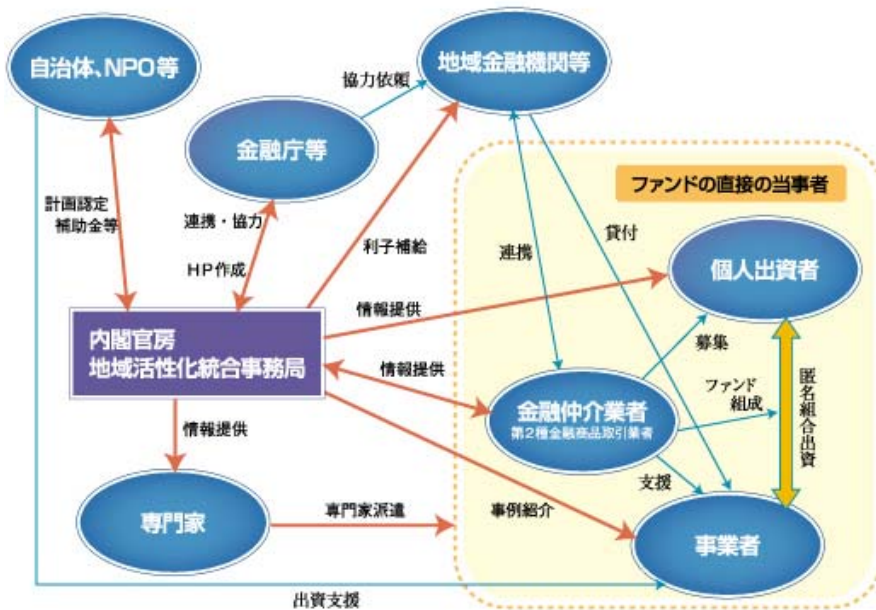 自治体、NPO等
地域金融機関等
協力依頼
金融庁等
ファンドの直接の当事者
計画認定
補助金等
連携・協力
HP作成
利子補給
連携
貸付
個人出資者
情報提供
内閣官房
地域活性化統合事務局
募集
情報提供
金融仲介業者
第2種金融商品取引業者
ファンド
組成
匿名組合出資
情報提供
支援
専門家
専門家派遣
事例紹介
事業者
出資支援